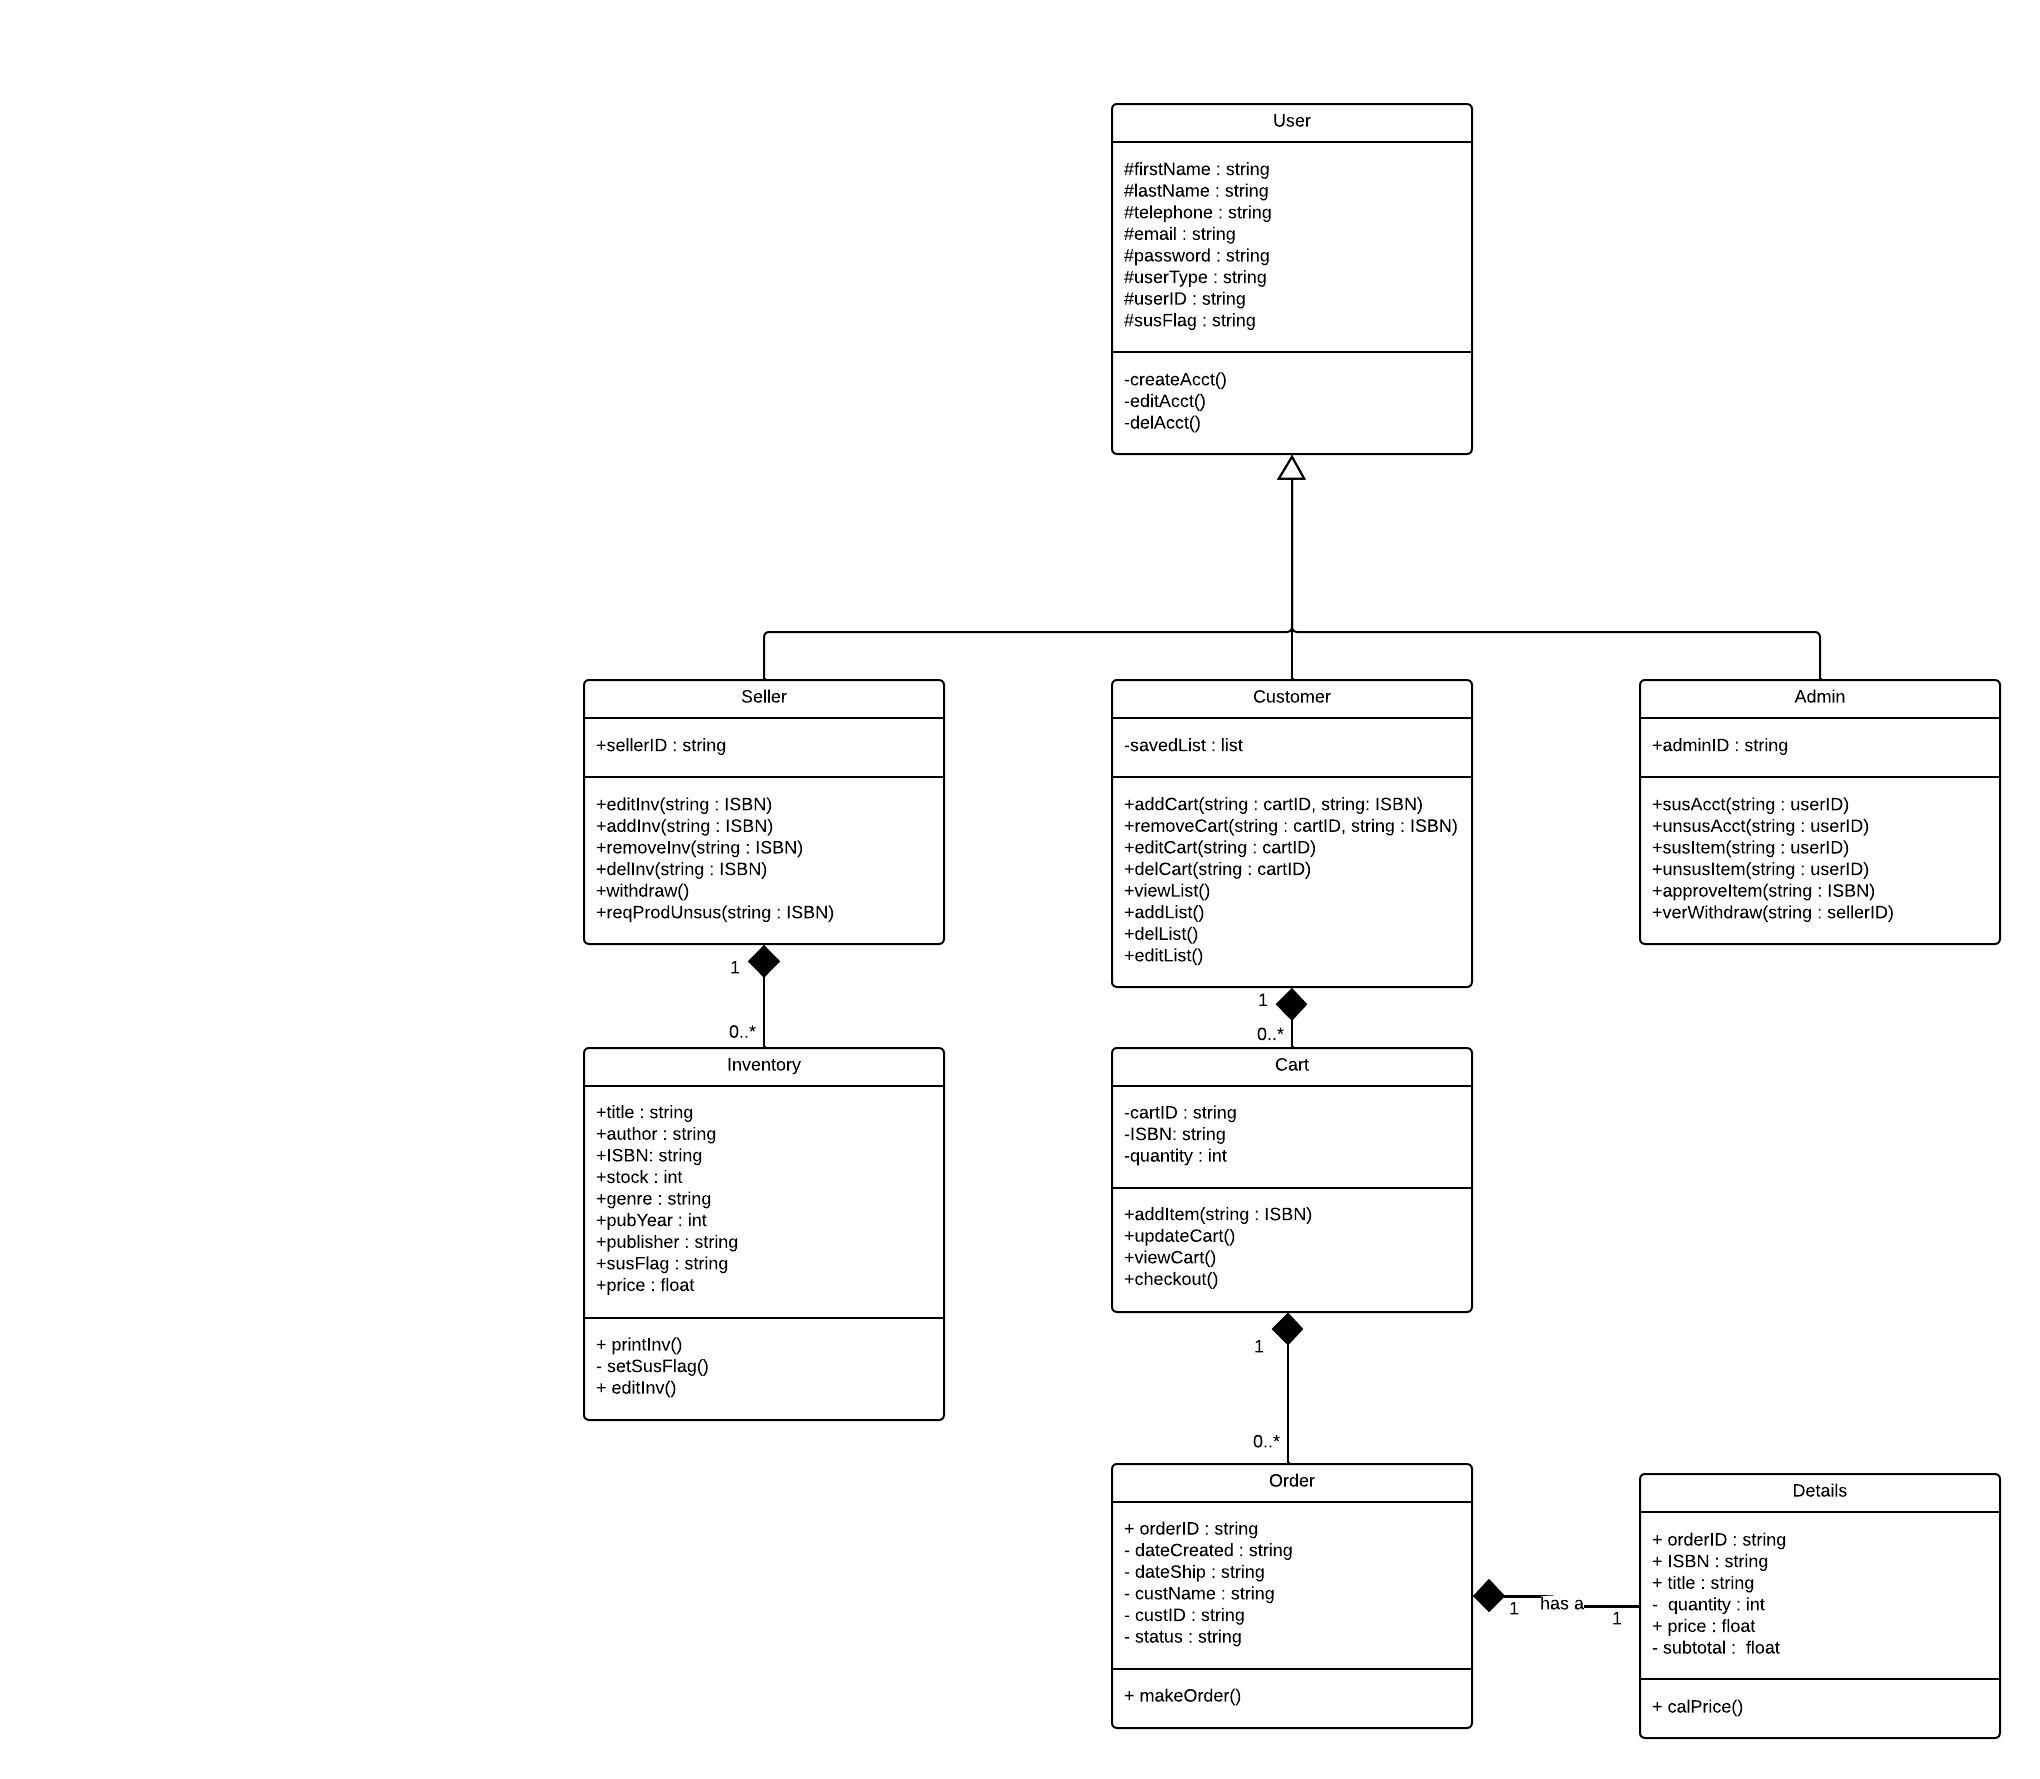 User
#firstName : string
#lastName : string
#telephone : string
#email : string
#password : string
#userType : string
#userID : string
#susFlag : string
-createAcct()
-editAcct()
-delAcct()
Seller
+sellerID : string
+editInv(string : ISBN)
+addInv(string : ISBN)
+removeInv(string : ISBN)
+delInv(string : ISBN)
+withdraw()
+reqProdUnsus(string : ISBN)
Customer
-savedList : list
+addCart(string : cartID, string: ISBN)
+removeCart(string : cartID, string : ISBN)
+editCart(string : cartID)
+delCart(string : cartID)
+viewList()
+addList()
+delList()
+editList()
Admin
+adminID : string
+susAcct(string : userID)
+unsusAcct(string : userID)
+susItem(string : userID)
+unsusItem(string : userID)
+approveItem(string : ISBN)
+verWithdraw(string : sellerID)
1
0..*
1
0..*
Inventory
+title : string
+author : string
+ISBN: string
+stock : int
+genre : string
+pubYear : int
+publisher : string
+susFlag : string
+price : float
+ printInv()
- setSusFlag()
+ editInv()
Cart
-cartID : string
-ISBN: string
-quantity : int
+addItem(string : ISBN)
+updateCart()
+viewCart()
+checkout()
1
0..*
Order
+ orderID : string
- dateCreated : string
- dateShip : string
- custName : string
- custID : string
- status : string
+ makeOrder()
1
has a
1
Details
+ orderID : string
+ ISBN : string
+ title : string
-  quantity : int
+ price : float
- subtotal :  float
+ calPrice()